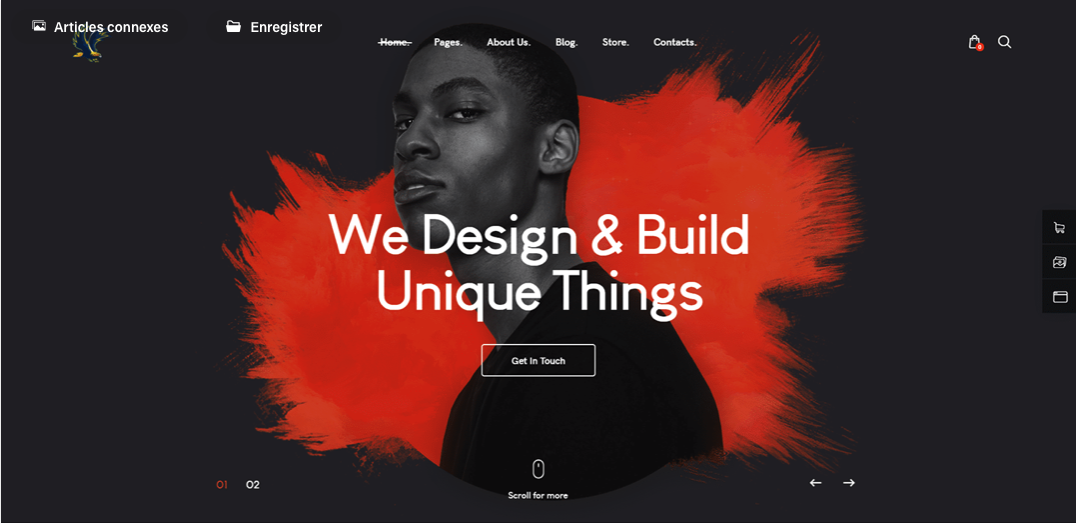 Articles connexes
Enregistrer
Home. Pages. About Us. Blog. Store. Contacts.
0
We Design & Build
Unique Things
Get In Touch
01 02
Scroll for more